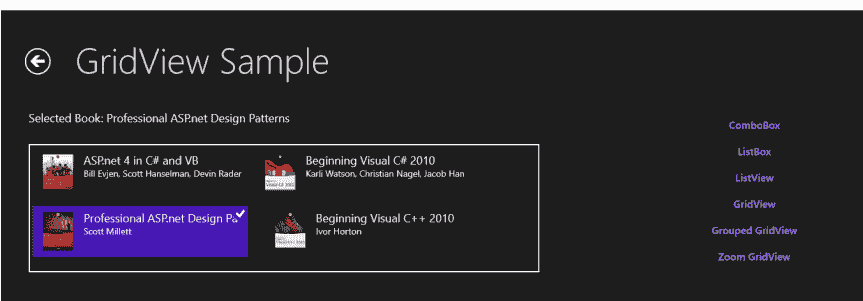 GridView Sample
Selected Book: Professional ASP.net Design Patterns
ASP.net 4 in C# and VB
Bill Evjen, Scott Hanselman, Devin Rader
Beginning Visual C# 2010
Karli Watson, Christian Nagel, Jacob Han
Professional ASP.net Design Pa
Scott Millett
Beginning Visual C++ 2010
Ivor Horton
ComboBox
ListBox
ListView
GridView
Grouped GridView
Zoom GridView